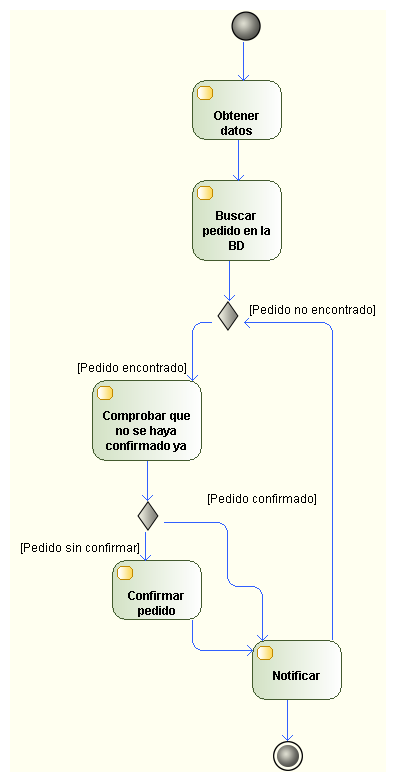 Obtener
datos
Buscar
pedido en la
BD
[Pedido no encontrado]
[Pedido encontrado]
Comprobar que
no se haya
confirmado ya
[Pedido confirmado]
[Pedido sin confirmar]
Confirmar
pedido
Notificar